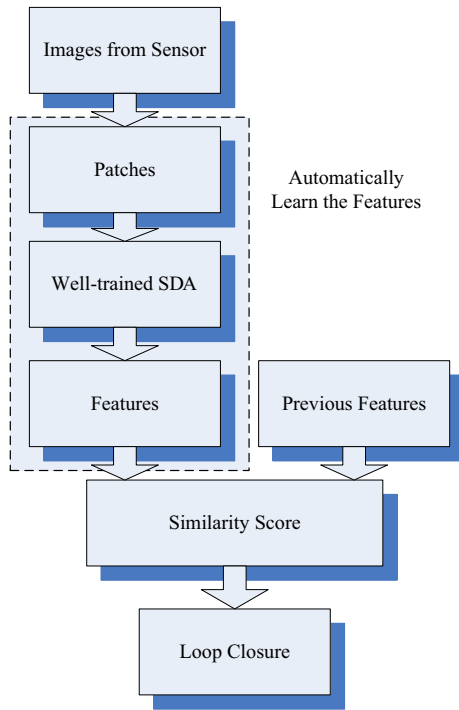 Images from Sensor
Patches
Automatically
Learn the Features
Well-trained SDA
Features
Previous Features
Similarity Score
Loop Closure